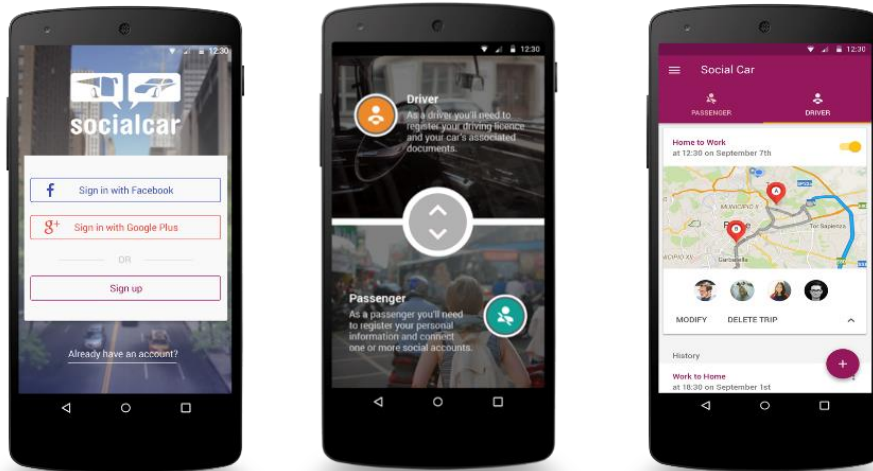 12:30
socialcar
f Sign in with Facebook
g+ Sign in with Google Plus
OR
Sign up
Already have an account?
12:30
Driver
As a driver you'll need to
register your driving licence
and your car's associated
documents.
Passenger
As a passenger you'll need
to register your personal
information and connect
one or more social accounts.
12:30
Social Car
PASSENGER
DRIVER
Home to Work
at 12:30 on September 7th
A
MUNICIPIO
Tor Sapienza
B
Garbatella
MODIFY DELETE TRIP
History
+
Work to Home
at 18:30 on September 1st